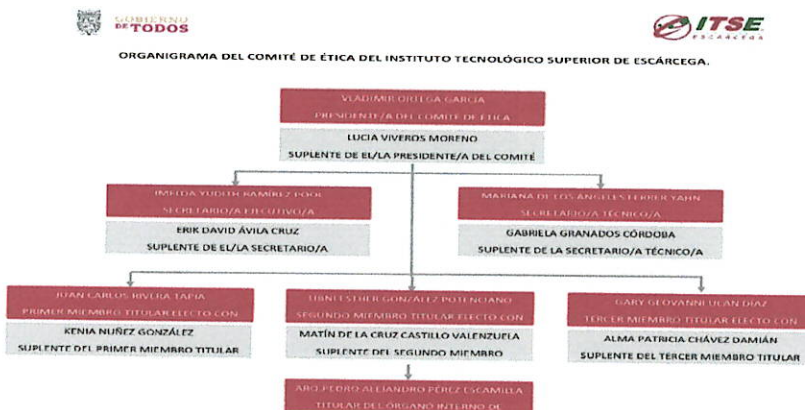 GOBIERNO
DE TODOS
ITSE
ESCÁRCEGA
ORGANIGRAMA DEL COMITÉ DE ÉTICA DEL INSTITUTO TECNOLÓGICO SUPERIOR DE ESCÁRCEGA.
VLADIMIR ORTEGA GARCÍA
PRESIDENTE/A DEL COMITÉ DE ÉTICA
LUCIA VIVEROS MORENO
SUPLENTE DE EL/LA PRESIDENTE/A DEL COMITÉ
IMELDA YUDITH RAMÍREZ POOL
SECRETARIO/A EJECUTIVO/A
ERIK DAVID ÁVILA CRUZ
SUPLENTE DE EL/LA SECRETARIO/A
MARIANA DE LOS ÁNGELES FERRER YAHN
SECRETARIO/A TÉCNICO/A
GABRIELA GRANADOS CÓRDOBA
SUPLENTE DE LA SECRETARIO/A TÉCNICO/A
JUAN CARLOS RIVERA TAPIA
PRIMER MIEMBRO TITULAR ELECTO CON
KENIA NUÑEZ GONZÁLEZ
SUPLENTE DEL PRIMER MIEMBRO TITULAR
ESTHER GONZÁLEZ POTENCIANO
SEGUNDO MIEMBRO TITULAR ELECTO CON
MATÍN DE LA CRUZ CASTILLO VALENZUELA
SUPLENTE DEL SEGUNDO MIEMBRO
GARY GEOVANNI UCAN DÍAZ
TERCER MIEMBRO TITULAR ELECTO CON
ALMA PATRICIA CHÁVEZ DAMIÁN
SUPLENTE DEL TERCER MIEMBRO TITULAR
ARQ.PEDRO ALEJANDRO PÉREZ ESCAMILLA
TITULAR DEL ÓRGANO INTERNO DE